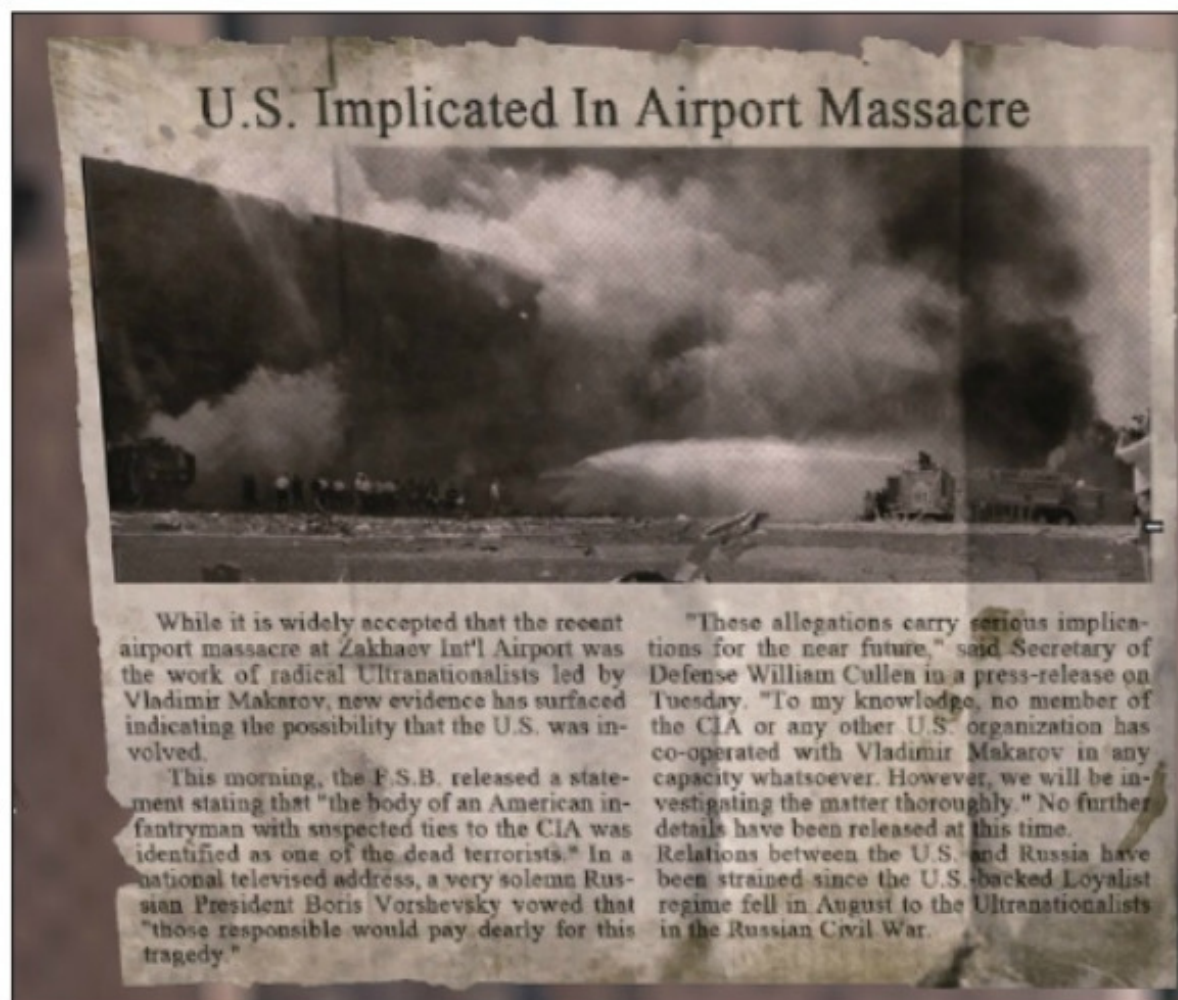 U.S. Implicated In Airport Massacre
While it is widely accepted that the recent
airport massacre at Zakhaev Int'l Airport was
the work of radical Ultranationalists led by
Vladimir Makarov, new evidence has surfaced
indicating the possibility that the U.S. was in-
volved.
This morning, the F.S.B. released a state-
ment stating that "the body of an American in-
fantryman with suspected ties to the CIA was
identified as one of the dead terrorists." In a
national televised address, a very solemn Rus-
sian President Boris Vorshevsky vowed that
"those responsible would pay dearly for this
tragedy."
"These allegations carry serious implica-
tions for the near future," said Secretary of
Defense William Cullen in a press-release on
Tuesday. "To my knowledge, no member of
the CIA or any other U.S. organization has
co-operated with Vladimir Makarov in any
capacity whatsoever. However, we will be in-
vestigating the matter thoroughly." No further
details have been released at this time.
Relations between the U.S. and Russia have
been strained since the U.S.-backed Loyalist
regime fell in August to the Ultranationalists
in the Russian Civil War.